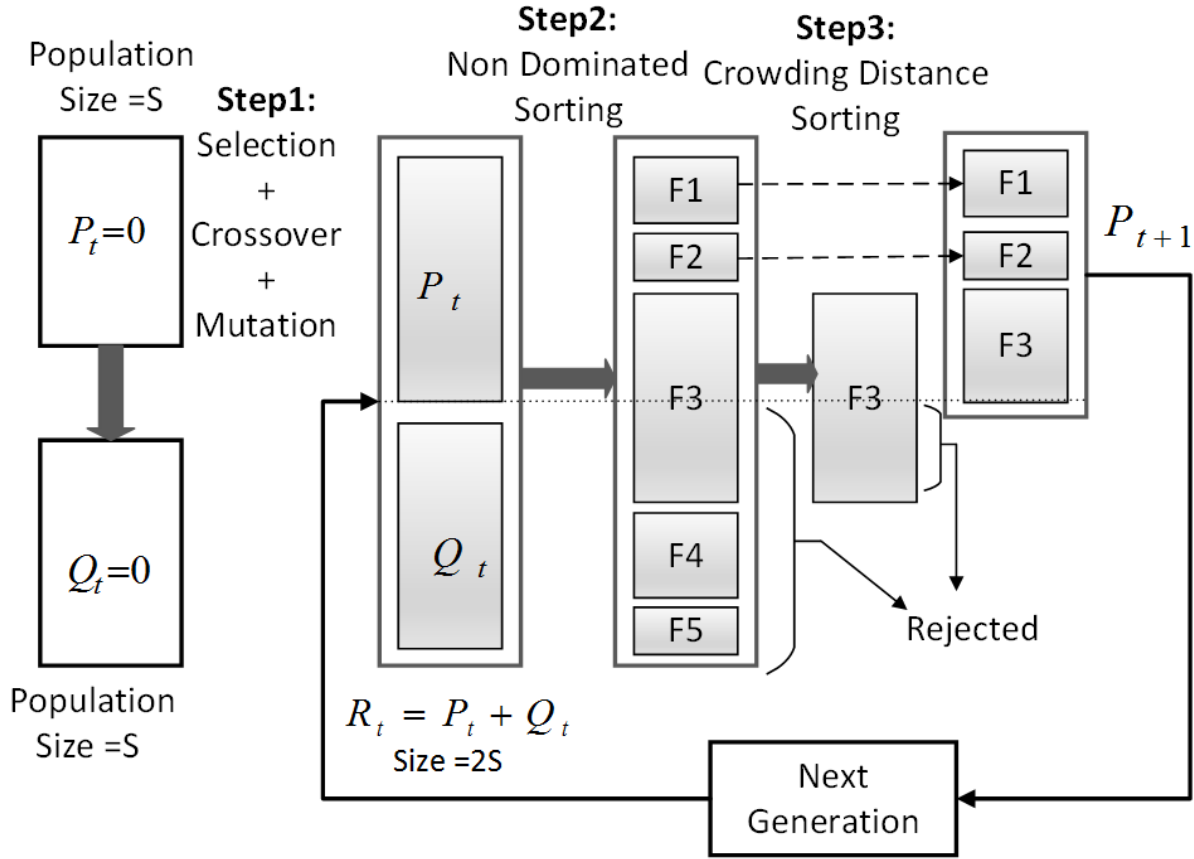 Population
Size =S
P_t=0
Q_t=0
Population
Size =S
Step1:
Selection
+
Crossover
+
Mutation
P_t
Q_t
R_t = P_t + Q_t
Size =2S
Step2:
Non Dominated
Sorting
F1
F2
F3
F4
F5
Step3:
Crowding Distance
Sorting
F3
Rejected
F1
F2
F3
P_{t+1}
Next
Generation